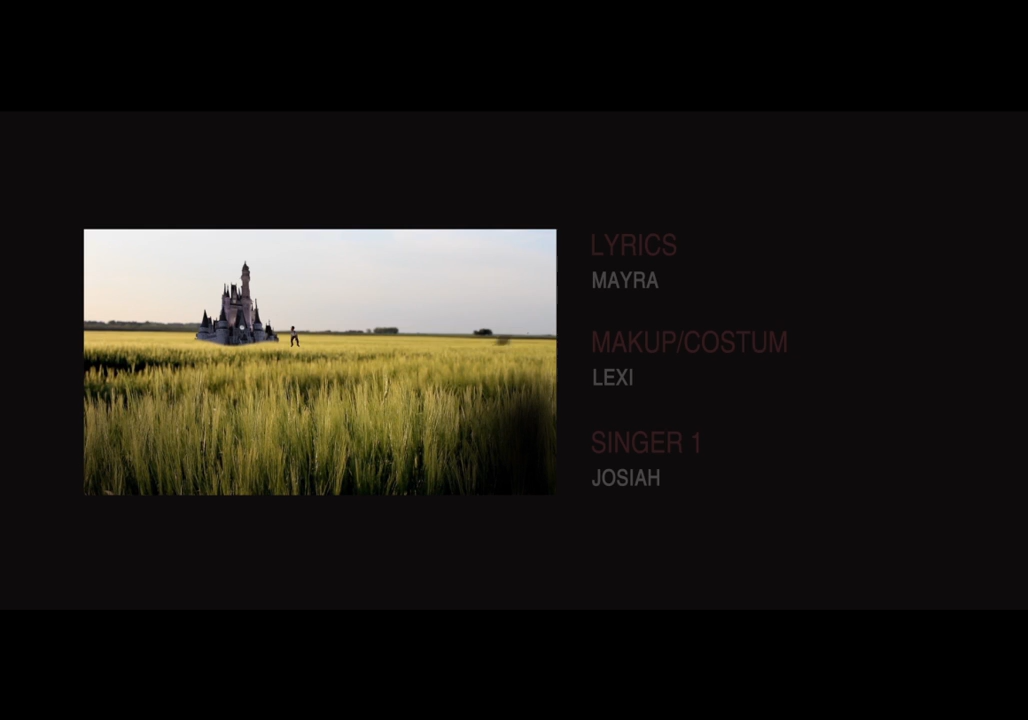 LYRICS
MAYRA
MAKUP/COSTUM
LEXI
SINGER 1
JOSIAH